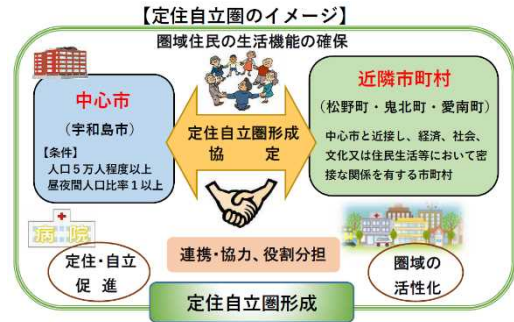 【定住自立圏のイメージ】
圏域住民の生活機能の確保
中心市
(宇和島市)
【条件】
人口5万人程度以上
昼夜間人口比率1以上
定住自立圏形成
協　定
近隣市町村
(松野町・鬼北町・愛南町)
中心市と近接し、経済、社会、
文化又は住民生活等において密
接な関係を有する市町村
病院
定住・自立
促 進
連携・協力、役割分担
圏域の
活性化
定住自立圏形成